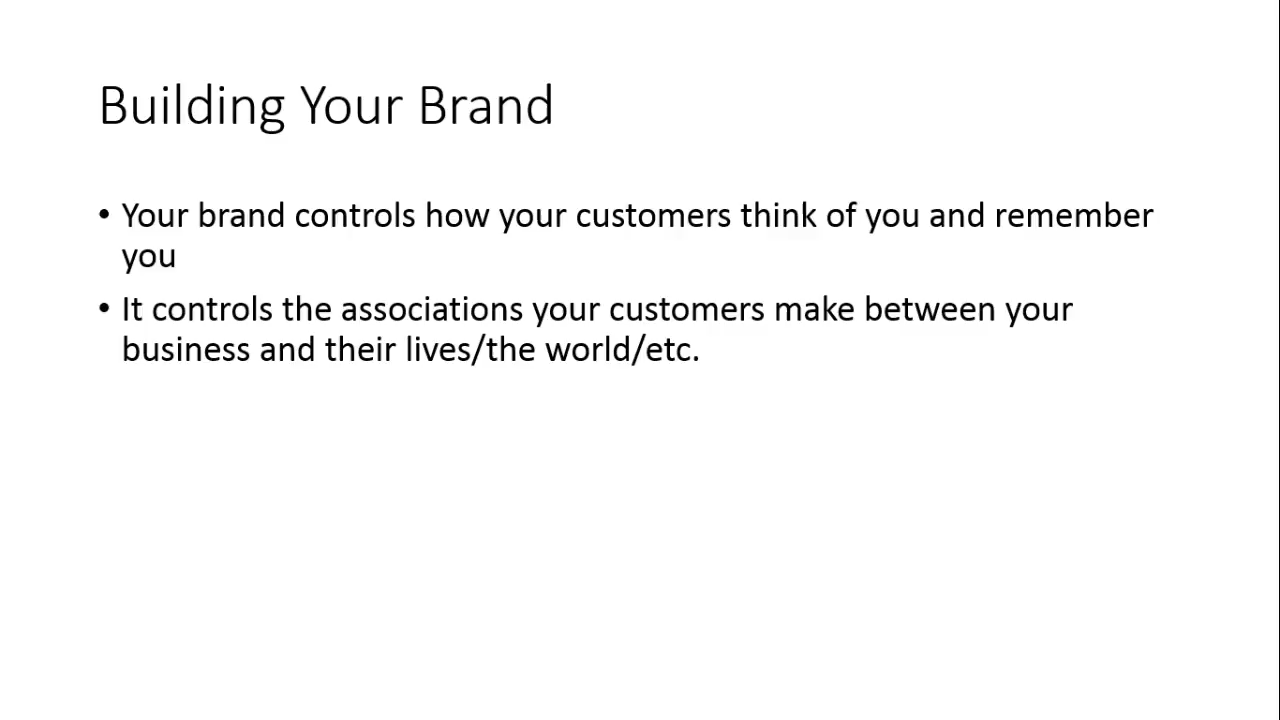 Building Your Brand
• Your brand controls how your customers think of you and remember
you
• It controls the associations your customers make between your
business and their lives/the world/etc.